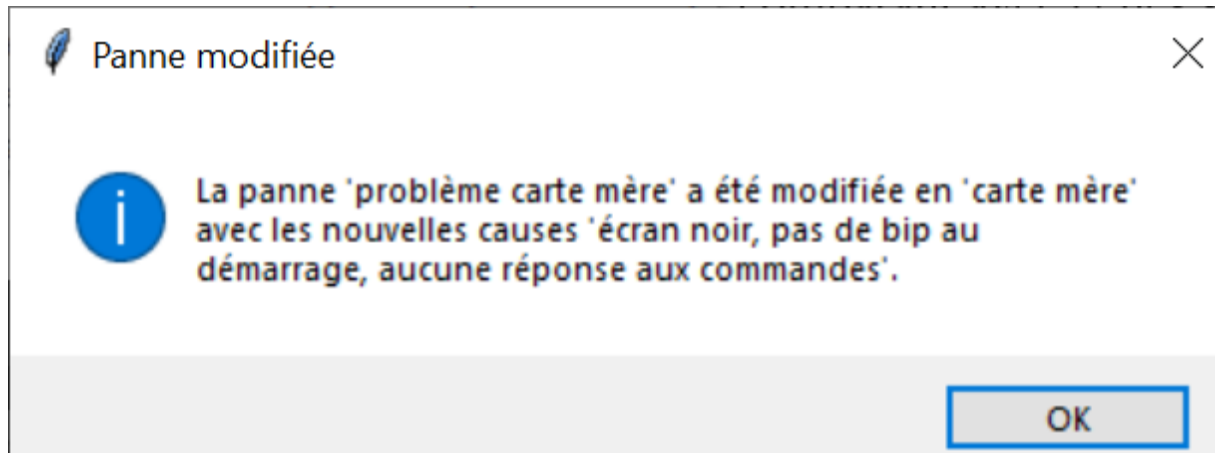 Panne modifiée
La panne 'problème carte mère' a été modifiée en 'carte mère'
avec les nouvelles causes 'écran noir, pas de bip au
démarrage, aucune réponse aux commandes'.
OK